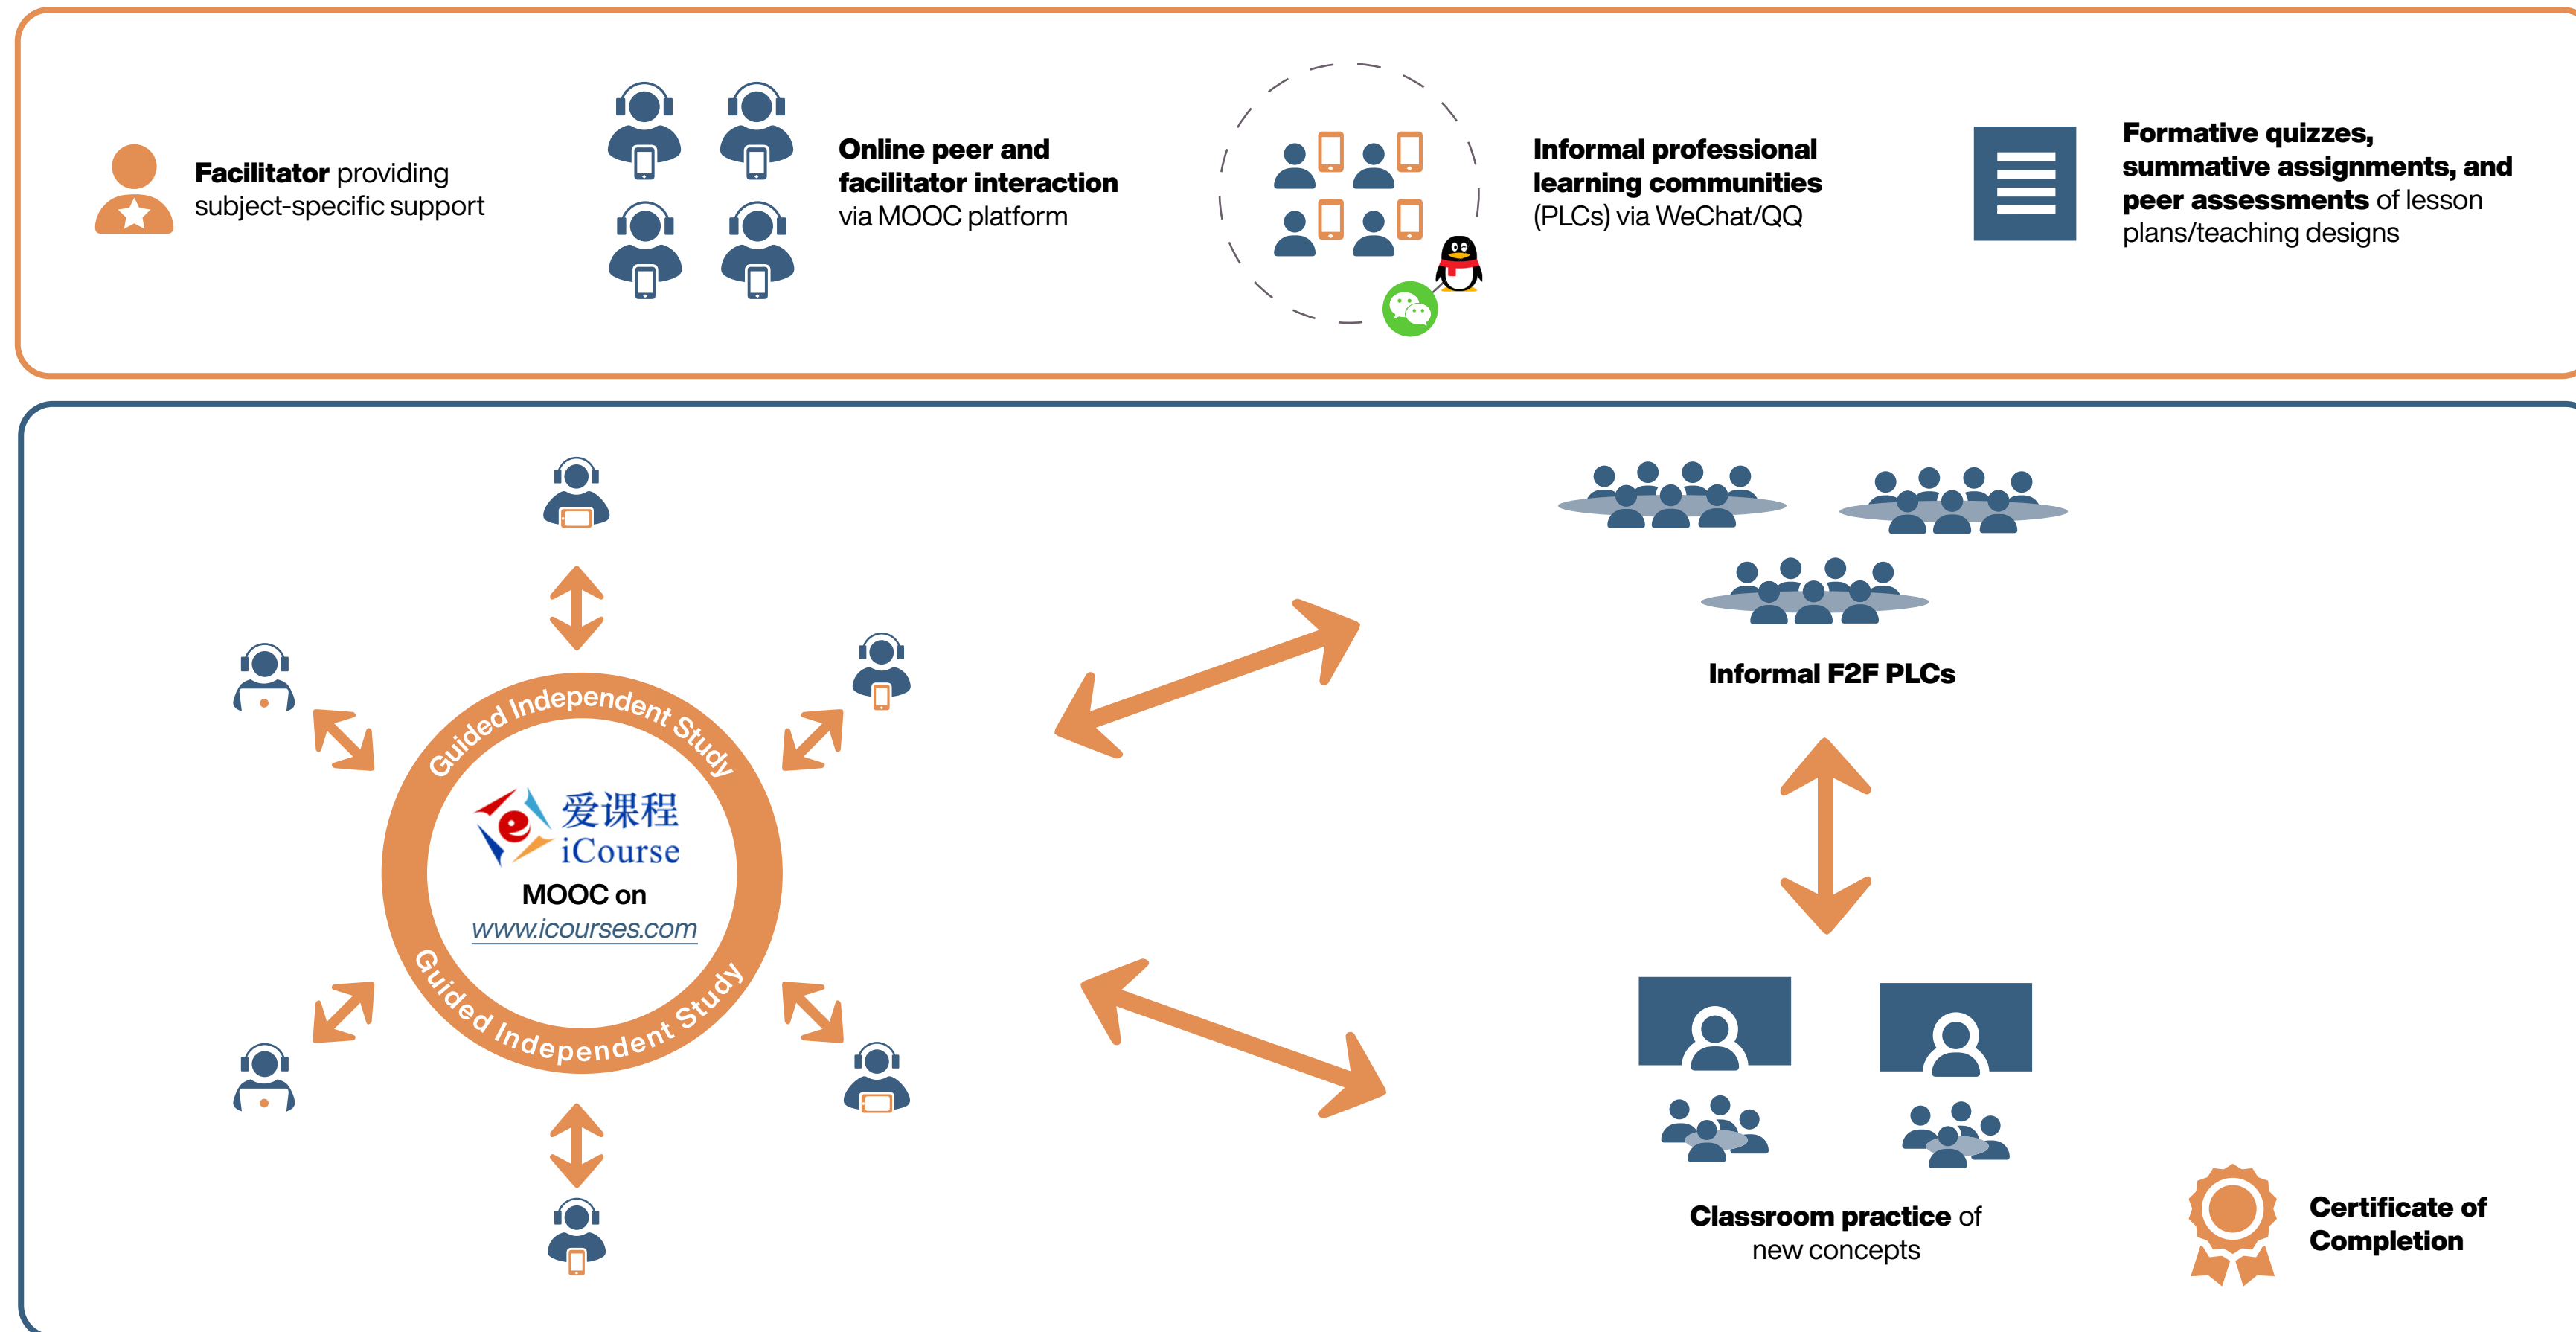 Facilitator providing
subject-specific support
Online peer and
facilitator interaction
via MOOC platform
Informal professional
learning communities
(PLCs) via WeChat/QQ
Formative quizzes,
summative assignments, and
peer assessments of lesson
plans/teaching designs
Guided Independent Study
爱课程
iCourse
MOOC on
www.icourses.com
Guided Independent Study
Informal F2F PLCs
Classroom practice of
new concepts
Certificate of
Completion